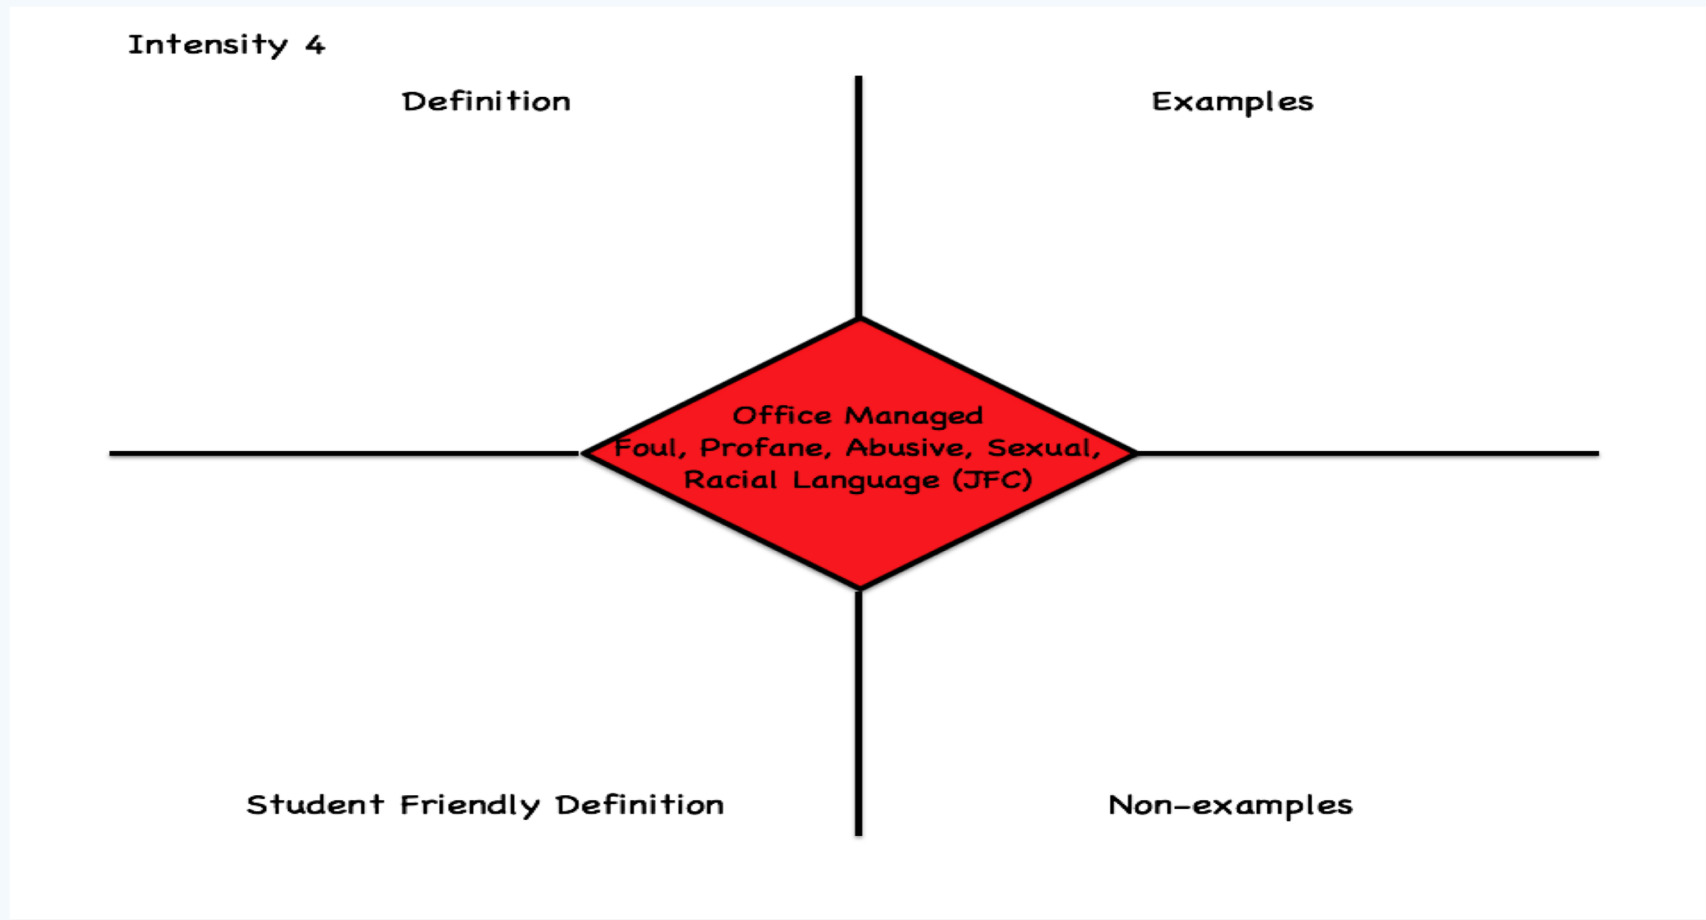 Intensity 4
Definition
Examples
Office Managed
Foul, Profane, Abusive, Sexual,
Racial Language (JFC)
Student Friendly Definition
Non-examples